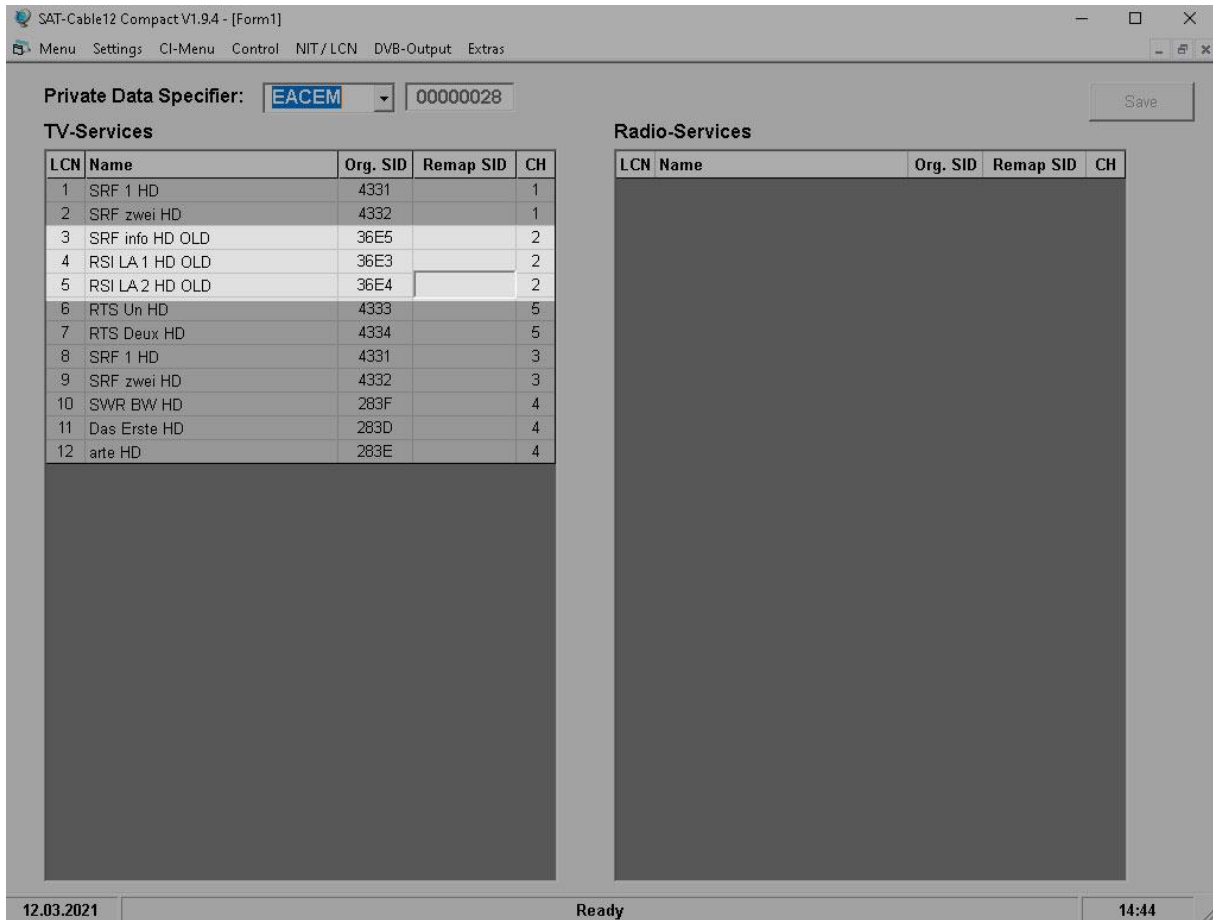 SAT-Cable12 Compact V1.9.4 - [Form1]
Menu Settings CI-Menu Control NIT / LCN DVB-Output Extras
Private Data Specifier: EACEM 00000028 Save
TV-Services
LCN Name Org. SID Remap SID CH
1 SRF 1 HD 4331 1
2 SRF zwei HD 4332 1
3 SRF info HD OLD 36E5 2
4 RSI LA 1 HD OLD 36E3 2
5 RSI LA 2 HD OLD 36E4 2
6 RTS Un HD 4333 5
7 RTS Deux HD 4334 5
8 SRF 1 HD 4331 3
9 SRF zwei HD 4332 3
10 SWR BW HD 283F 4
11 Das Erste HD 283D 4
12 arte HD 283E 4
Radio-Services
LCN Name Org. SID Remap SID CH
12.03.2021 Ready 14:44